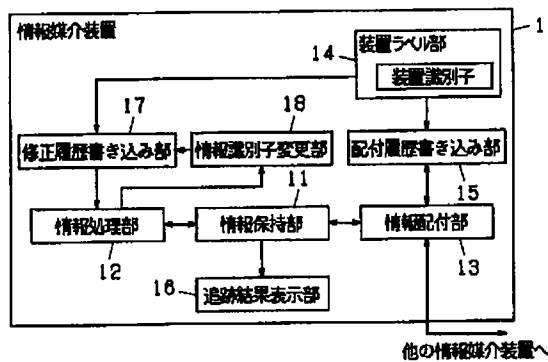 情報媒介装置
1
14
装置ラベル部
装置識別子
17
18
修正履歴書き込み部
情報識別子変更部
配付履歴書き込み部
11
15
情報処理部
情報保持部
情報配付部
12
13
16
追跡結果表示部
他の情報媒介装置へ